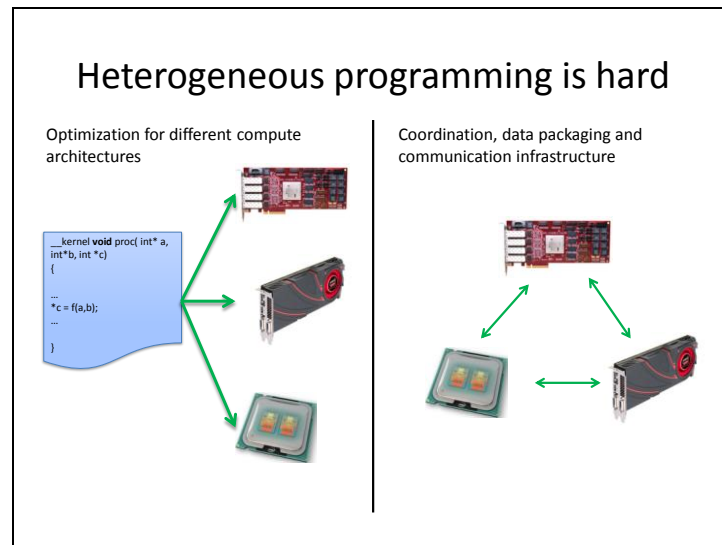 Heterogeneous programming is hard
Optimization for different compute
architectures
__kernel void proc( int* a,
int*b, int *c)
{
…
*c = f(a,b);
…
}
Coordination, data packaging and
communication infrastructure